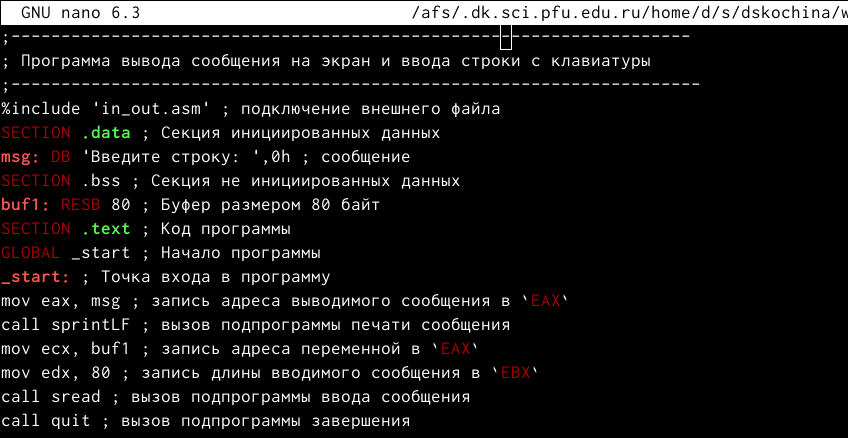 GNU nano 6.3 /afs/.dk.sci.pfu.edu.ru/home/d/s/dskochina/w
;--------------------------------------------------------------------
; Программа вывода сообщения на экран и ввода строки с клавиатуры
;---------------------------------------------------------------------
%include 'in_out.asm' ; подключение внешнего файла
SECTION .data ; Секция инициированных данных
msg: DB 'Введите строку: ',0h ; сообщение
SECTION .bss ; Секция не инициированных данных
buf1: RESB 80 ; Буфер размером 80 байт
SECTION .text ; Код программы
GLOBAL _start ; Начало программы
_start: ; Точка входа в программу
mov eax, msg ; запись адреса выводимого сообщения в `EAX`
call sprintLF ; вызов подпрограммы печати сообщения
mov ecx, buf1 ; запись адреса переменной в `EAX`
mov edx, 80 ; запись длины вводимого сообщения в `EBX`
call sread ; вызов подпрограммы ввода сообщения
call quit ; вызов подпрограммы завершения